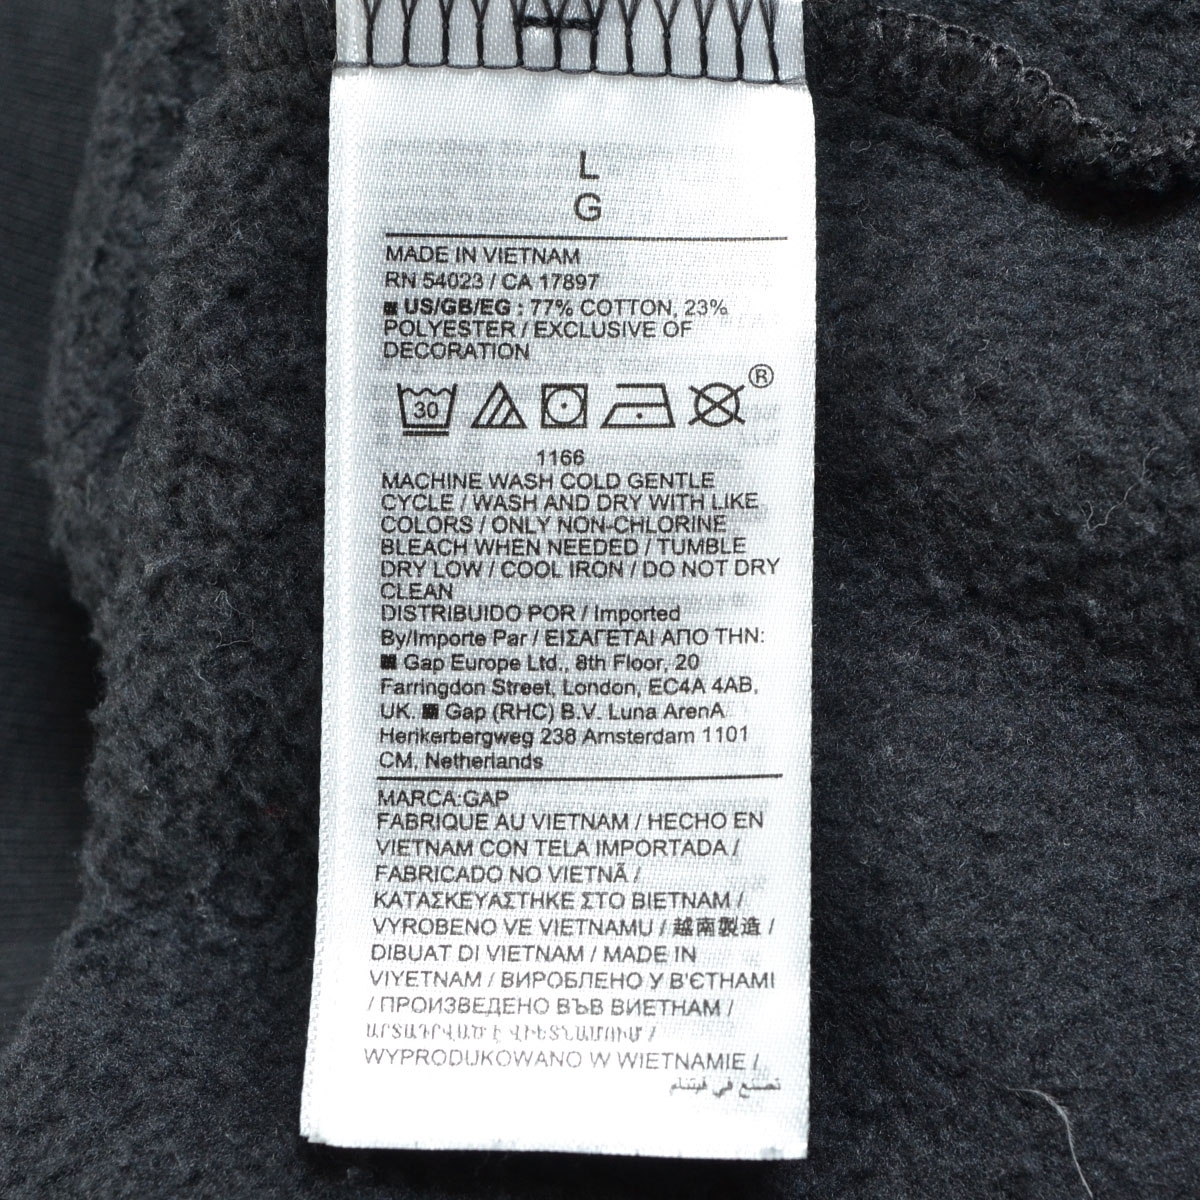 L
G
MADE IN VIETNAM
RN 54023 / CA 17897
■ US/GB/EG : 77% COTTON, 23%
POLYESTER / EXCLUSIVE OF
DECORATION
30
®
1166
MACHINE WASH COLD GENTLE
CYCLE / WASH AND DRY WITH LIKE
COLORS / ONLY NON-CHLORINE
BLEACH WHEN NEEDED / TUMBLE
DRY LOW / COOL IRON / DO NOT DRY
CLEAN
DISTRIBUIDO POR / Imported
By/Importe Par / ΕΙΣΑΓΕΤΑΙ ΑΠΟ ΤΗΝ:
■ Gap Europe Ltd., 8th Floor, 20
Farringdon Street, London, EC4A 4AB,
UK. ■ Gap (RHC) B.V. Luna ArenA
Herikerbergweg 238 Amsterdam 1101
CM, Netherlands
MARCA:GAP
FABRIQUE AU VIETNAM / HECHO EN
VIETNAM CON TELA IMPORTADA /
FABRICADO NO VIETNÃ /
ΚΑΤΑΣΚΕΥΑΣΤΗΚΕ ΣΤΟ ΒΙΕΤΝΑΜ /
VYROBENO VE VIETNAMU / 越南製造 /
DIBUAT DI VIETNAM / MADE IN
VIYETNAM / ВИРОБЛЕНО У В'ЄТНАМІ
/ ПРОИЗВЕДЕНО ВЪВ ВИЕТНАМ /
ԱՐՏԱԴՐՎԱԾ Է ՎԻԵՏՆԱՄՈՒՄ /
WYPRODUKOWANO W WIETNAMIE /
تصنع في فيتنام